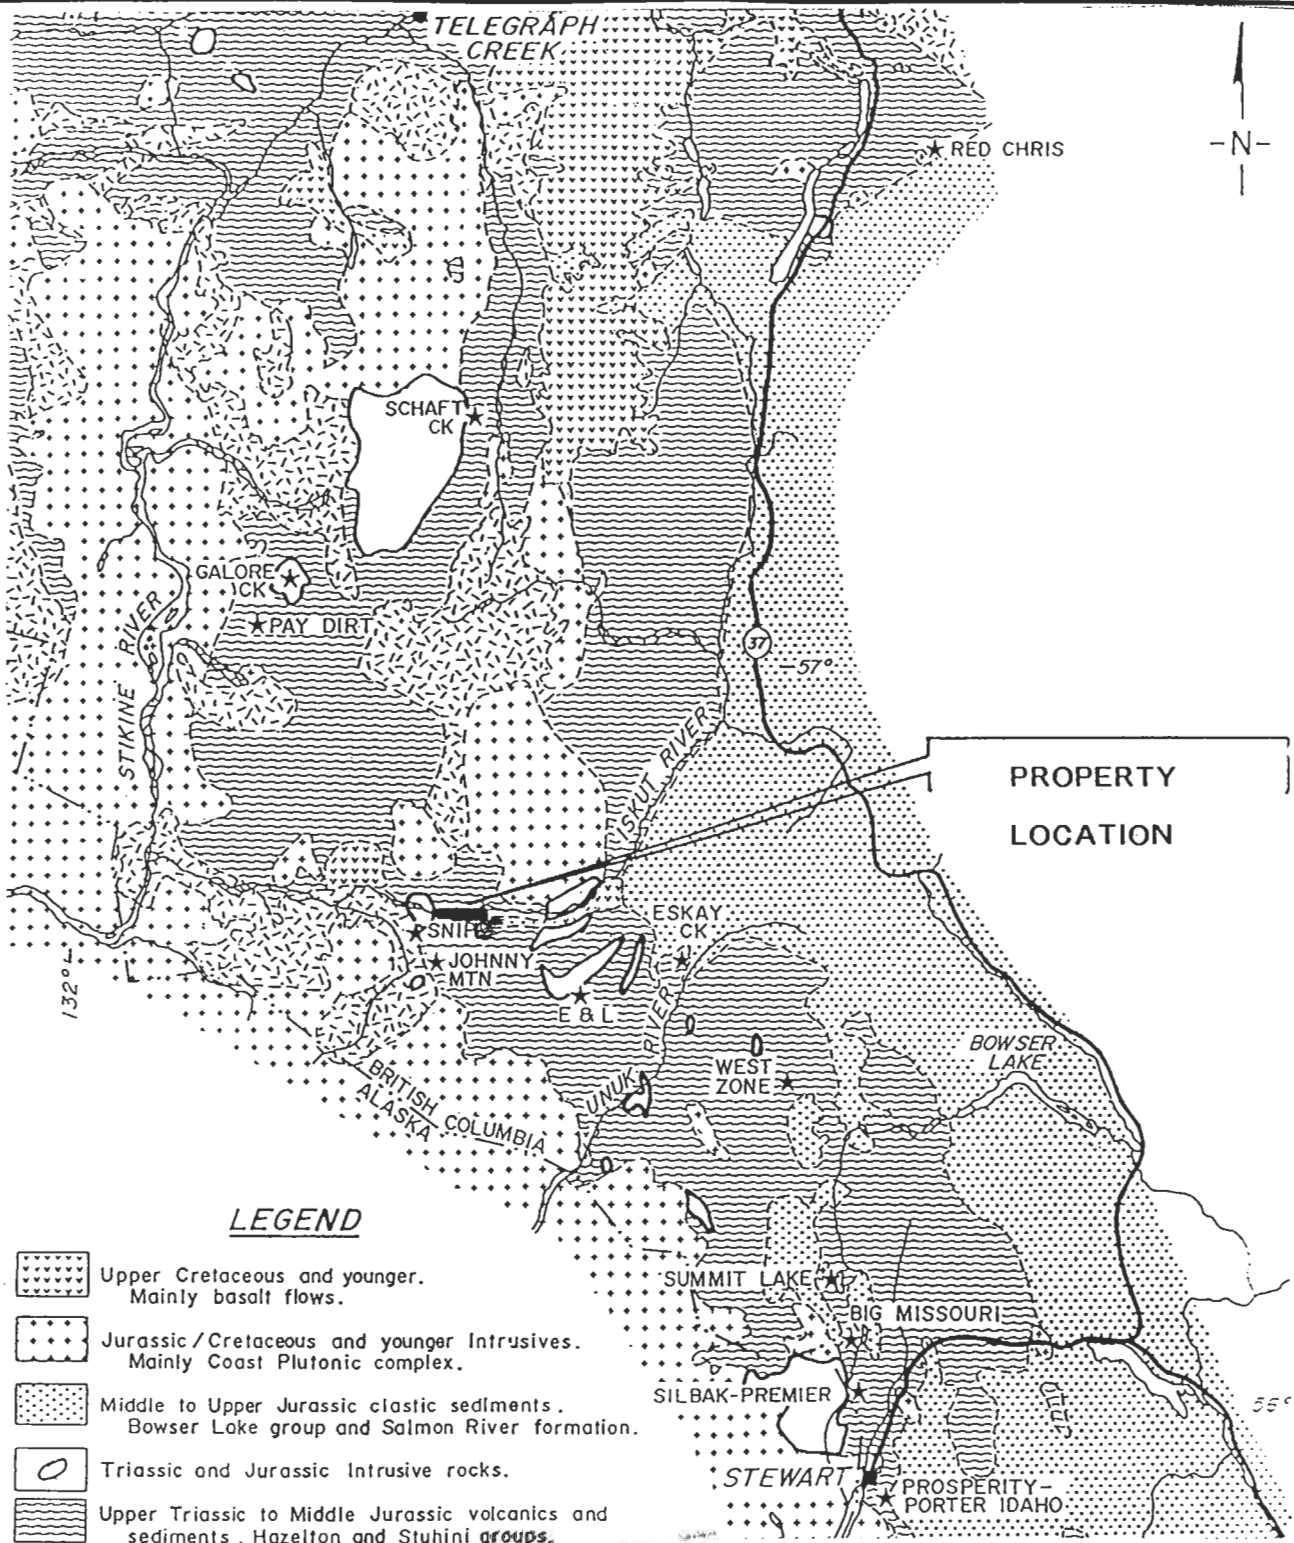 TELEGRAPH
CREEK
-N-
RED CHRIS
SCHAFT
CK
GALORE
CK
PAY DIRT
STIKINE RIVER
37
57°
ISKUT RIVER
PROPERTY
LOCATION
ESKAY
CK
JOHNNY
MTN
E & L
132°
BOWSER
LAKE
WEST
ZONE
UNUK RIVER
BRITISH COLUMBIA
ALASKA
SUMMIT LAKE
BIG MISSOURI
SILBAK-PREMIER
56°
STEWART
PROSPERITY-
PORTER IDAHO
LEGEND
Upper Cretaceous and younger.
Mainly basalt flows.
Jurassic/Cretaceous and younger Intrusives.
Mainly Coast Plutonic complex.
Middle to Upper Jurassic clastic sediments.
Bowser Lake group and Salmon River formation.
Triassic and Jurassic Intrusive rocks.
Upper Triassic to Middle Jurassic volcanics and
sediments. Hazelton and Stuhini groups.